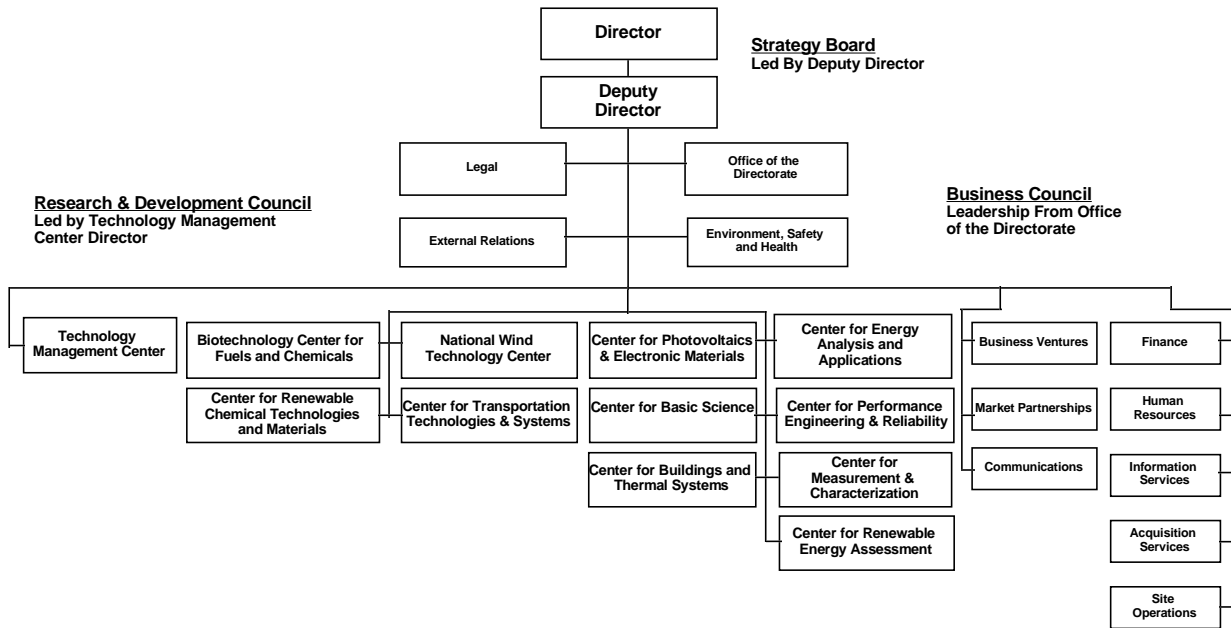 Director
Strategy Board
Led By Deputy Director
Deputy
Director
Legal
Office of the
Directorate
Research & Development Council
Led by Technology Management
Center Director
Business Council
Leadership From Office
of the Directorate
External Relations
Environment, Safety
and Health
Technology
Management Center
Biotechnology Center for
Fuels and Chemicals
National Wind
Technology Center
Center for Photovoltaics
& Electronic Materials
Center for Energy
Analysis and
Applications
Business Ventures
Finance
Center for Renewable
Chemical Technologies
and Materials
Center for Transportation
Technologies & Systems
Center for Basic Science
Center for Performance
Engineering & Reliability
Market Partnerships
Human
Resources
Center for Buildings and
Thermal Systems
Center for
Measurement &
Characterization
Communications
Information
Services
Center for Renewable
Energy Assessment
Acquisition
Services
Site
Operations